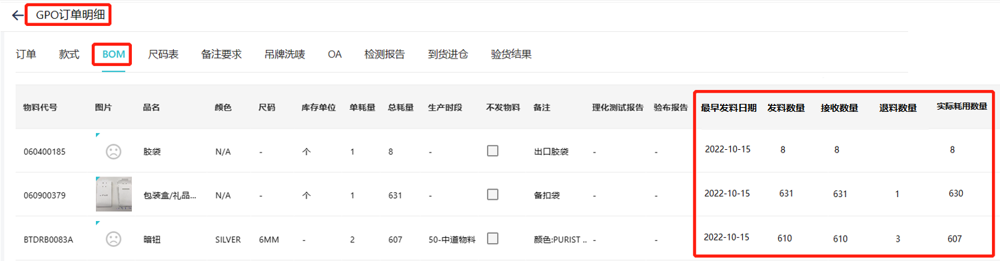 GPO订单明细
订单 款式 BOM 尺码表 备注要求 吊牌洗唛 OA 检测报告 到货进仓 验货结果
物料代号 图片 品名 颜色 尺码 库存单位 单耗量 总耗量 生产时段 不发物料 备注 理化测试报告 验布报告 最早发料日期 发料数量 接收数量 退料数量 实际耗用数量
060400185 胶袋 N/A - 个 1 8 - 出口胶袋 - - 2022-10-15 8 8 8
060900379 包装盒/礼品... N/A - 个 1 631 - 备扣袋 - - 2022-10-15 631 631 1 630
BTDRB0083A 暗钮 SILVER 6MM - 2 607 50-中道物料 颜色:PURIST .. - - 2022-10-15 610 610 3 607